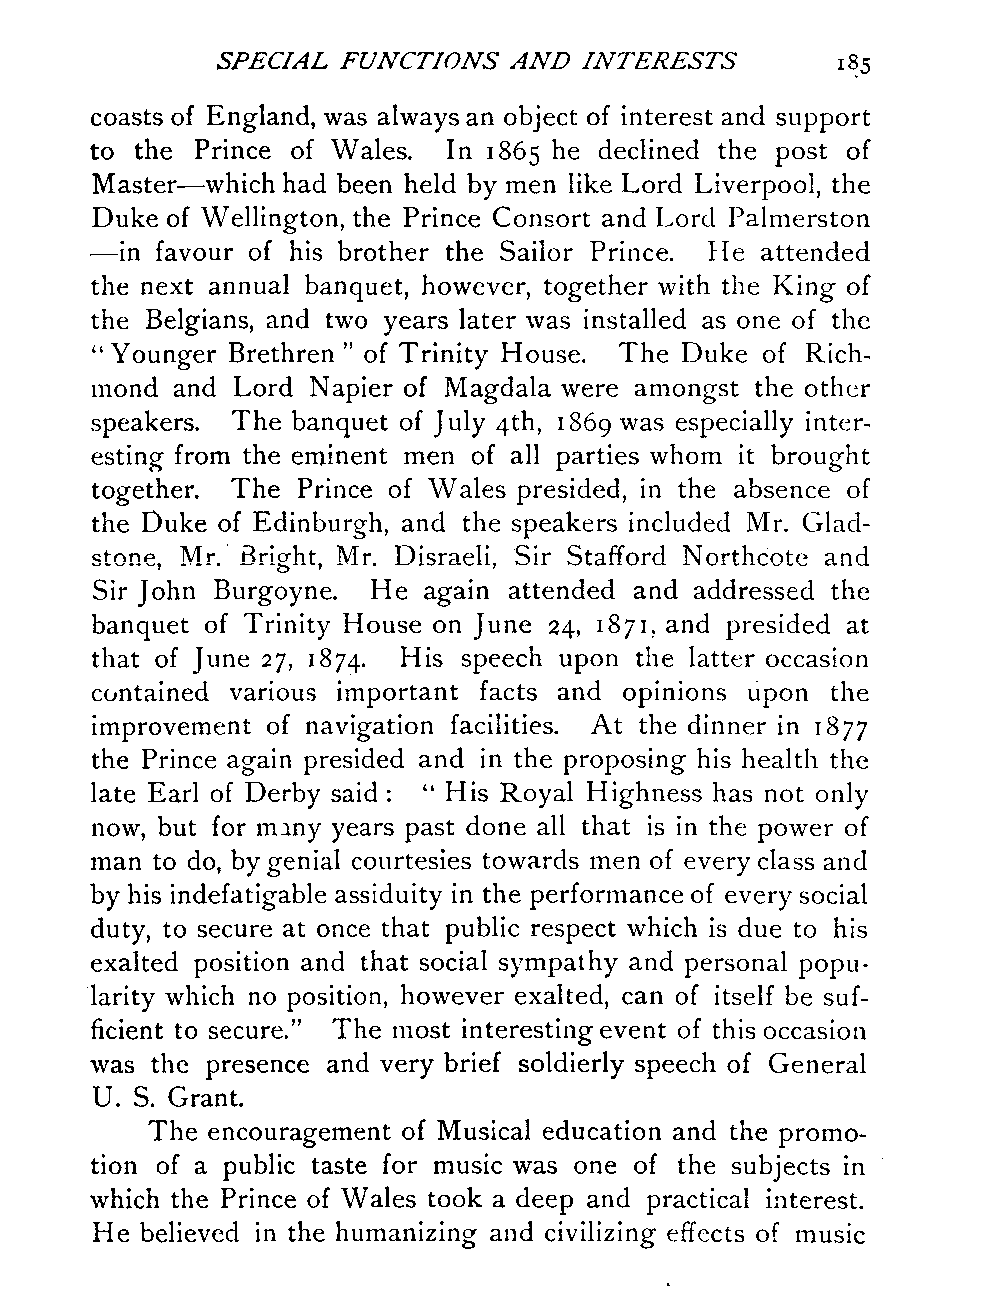 SPECIAL FUNCTIONS AND INTERESTS 185
coasts of England, was always an object of interest and support
to the Prince of Wales. In 1865 he declined the post of
Master—which had been held by men like Lord Liverpool, the
Duke of Wellington, the Prince Consort and Lord Palmerston
—in favour of his brother the Sailor Prince. He attended
the next annual banquet, however, together with the King of
the Belgians, and two years later was installed as one of the
“Younger Brethren” of Trinity House. The Duke of Rich-
mond and Lord Napier of Magdala were amongst the other
speakers. The banquet of July 4th, 1869 was especially inter-
esting from the eminent men of all parties whom it brought
together. The Prince of Wales presided, in the absence of
the Duke of Edinburgh, and the speakers included Mr. Glad-
stone, Mr. Bright, Mr. Disraeli, Sir Stafford Northcote and
Sir John Burgoyne. He again attended and addressed the
banquet of Trinity House on June 24, 1871, and presided at
that of June 27, 1874. His speech upon the latter occasion
contained various important facts and opinions upon the
improvement of navigation facilities. At the dinner in 1877
the Prince again presided and in the proposing his health the
late Earl of Derby said: “His Royal Highness has not only
now, but for many years past done all that is in the power of
man to do, by genial courtesies towards men of every class and
by his indefatigable assiduity in the performance of every social
duty, to secure at once that public respect which is due to his
exalted position and that social sympathy and personal popu-
larity which no position, however exalted, can of itself be suf-
ficient to secure.” The most interesting event of this occasion
was the presence and very brief soldierly speech of General
U. S. Grant.
The encouragement of Musical education and the promo-
tion of a public taste for music was one of the subjects in
which the Prince of Wales took a deep and practical interest.
He believed in the humanizing and civilizing effects of music